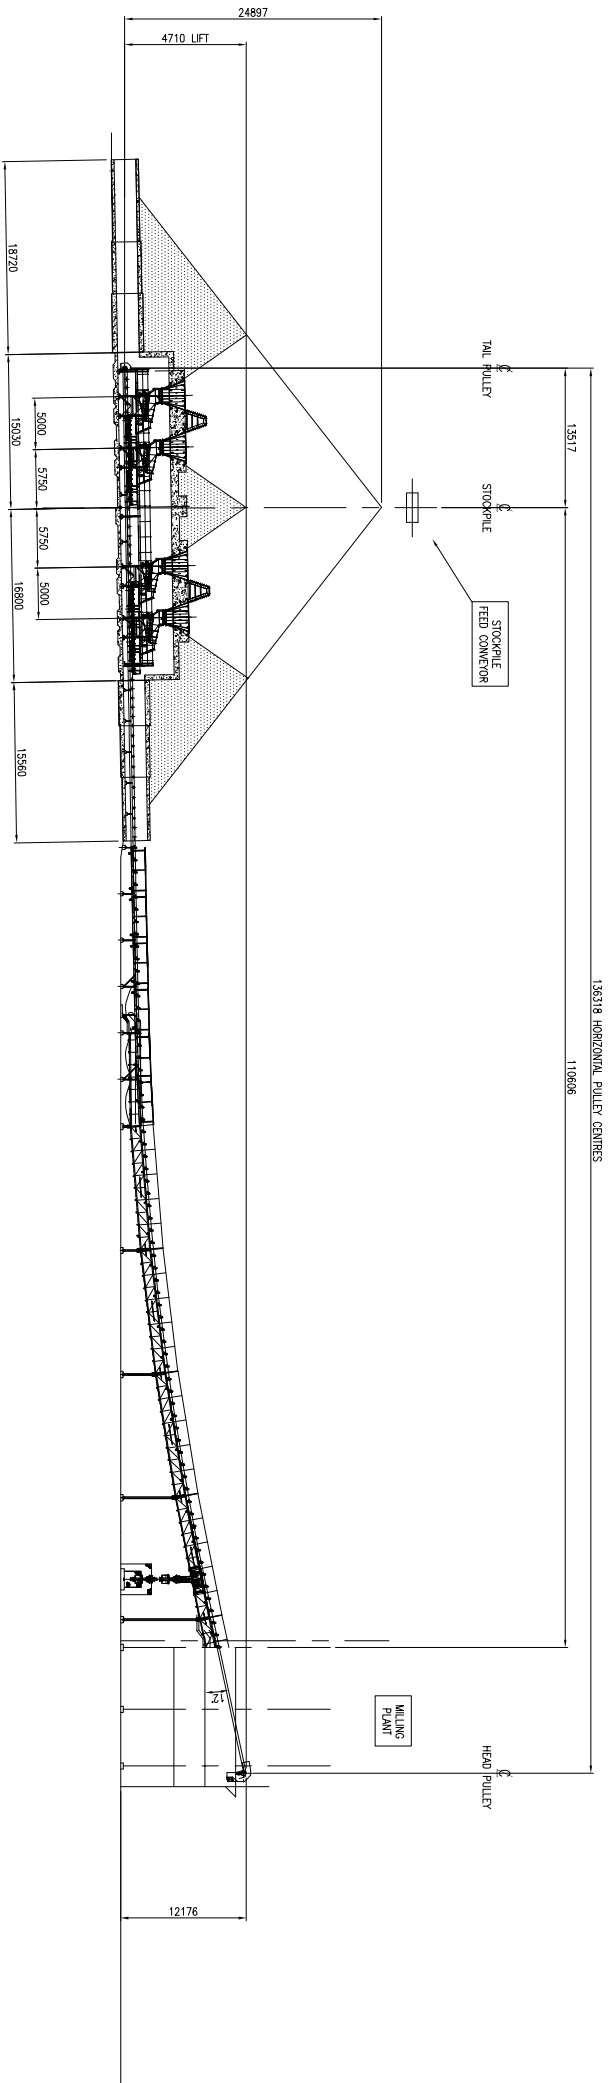 24897
4710 LIFT
136318 HORIZONTAL PULLEY CENTRES
13517
110606
TAIL PULLEY
STOCKPILE
HEAD PULLEY
STOCKPILE
FEED CONVEYOR
MILLING
PLANT
12°
12176
5000
5750
5750
5000
18720
15030
16800
15560